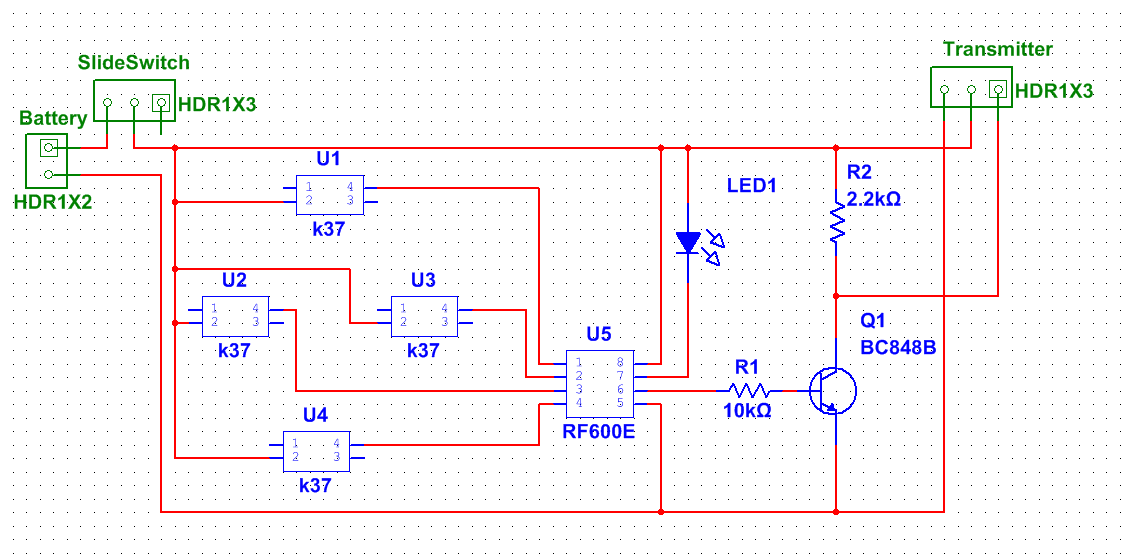 SlideSwitch
HDR1X3
Battery
HDR1X2
Transmitter
HDR1X3
U1
1 4
2 3
k37
LED1
R2
2.2kΩ
U2
1 4
2 3
k37
U3
1 4
2 3
k37
U5
1 8
2 7
3 6
4 5
RF600E
R1
10kΩ
Q1
BC848B
U4
1 4
2 3
k37